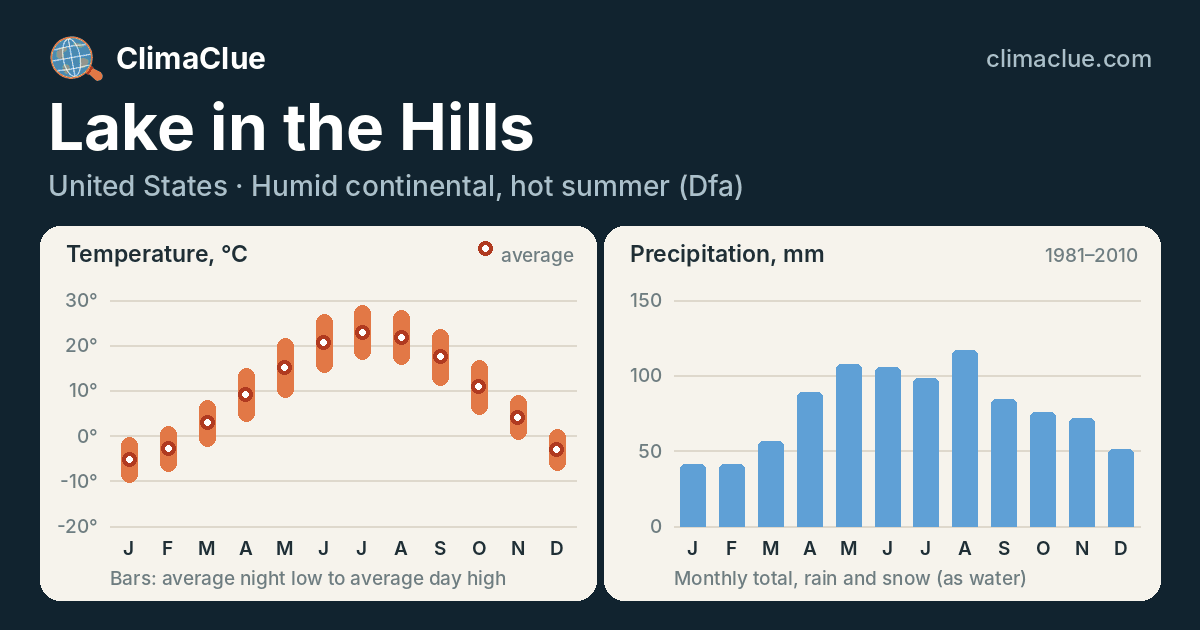 ClimaClue
climaclue.com
Lake in the Hills
United States · Humid continental, hot summer (Dfa)
Temperature, °C
average
30°
20°
10°
0°
-10°
-20°
J F M A M J J A S O N D
Bars: average night low to average day high
Precipitation, mm
1981–2010
150
100
50
0
J F M A M J J A S O N D
Monthly total, rain and snow (as water)